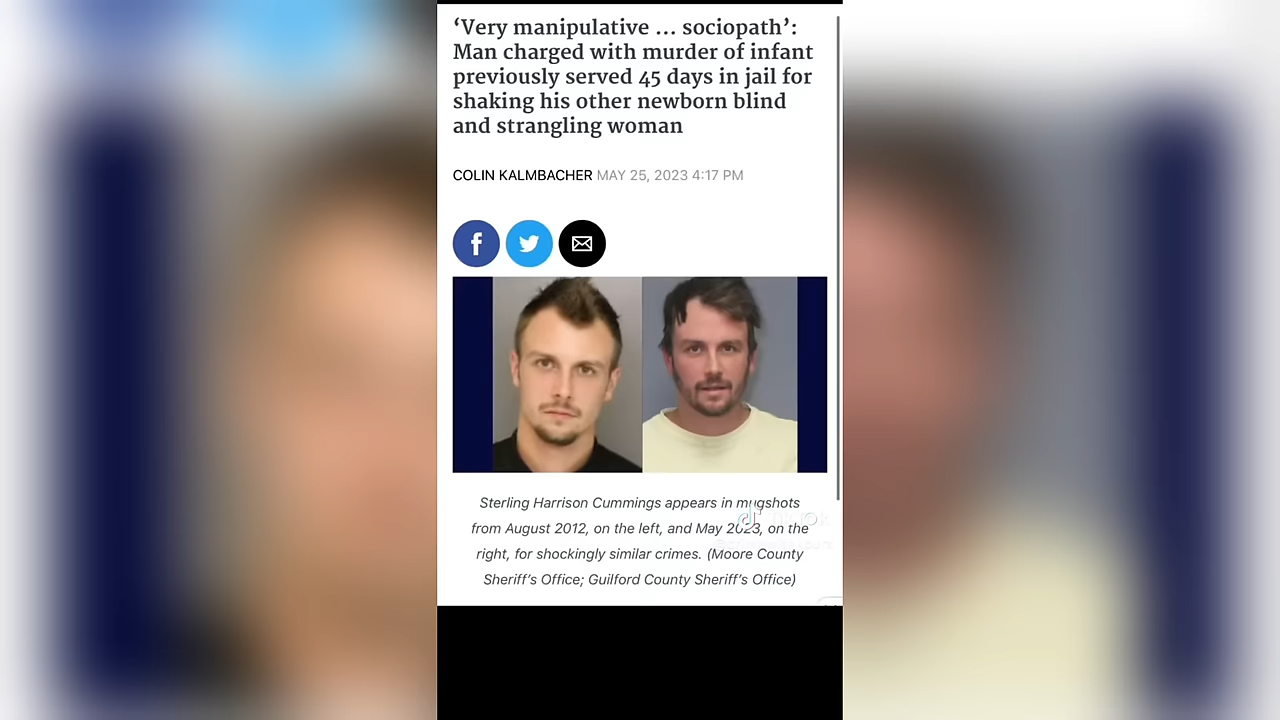 ‘Very manipulative … sociopath’:
Man charged with murder of infant
previously served 45 days in jail for
shaking his other newborn blind
and strangling woman
COLIN KALMBACHER MAY 25, 2023 4:17 PM
Sterling Harrison Cummings appears in mugshots
from August 2012, on the left, and May 2023, on the
right, for shockingly similar crimes. (Moore County
Sheriff’s Office; Guilford County Sheriff’s Office)